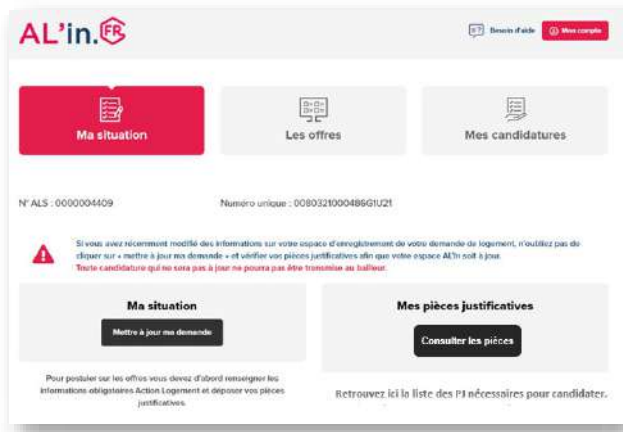 AL'in.FR
Besoin d'aide
Mon compte
Ma situation
Les offres
Mes candidatures
N° ALS : 0000004409
Numéro unique : 0080321000486G1U21
Si vous avez récemment modifié des informations sur votre espace d'enregistrement de votre demande de logement, n'oubliez pas de
cliquer sur « mettre à jour ma demande » et vérifier vos pièces justificatives afin que votre espace AL'in soit à jour.
Toute candidature qui ne sera pas à jour ne pourra pas être transmise au bailleur.
Ma situation
Mettre à jour ma demande
Pour postuler sur les offres vous devez d'abord renseigner les
informations obligatoires Action Logement et déposer vos pièces
justificatives.
Mes pièces justificatives
Consulter les pièces
Retrouvez ici la liste des PJ nécessaires pour candidater.